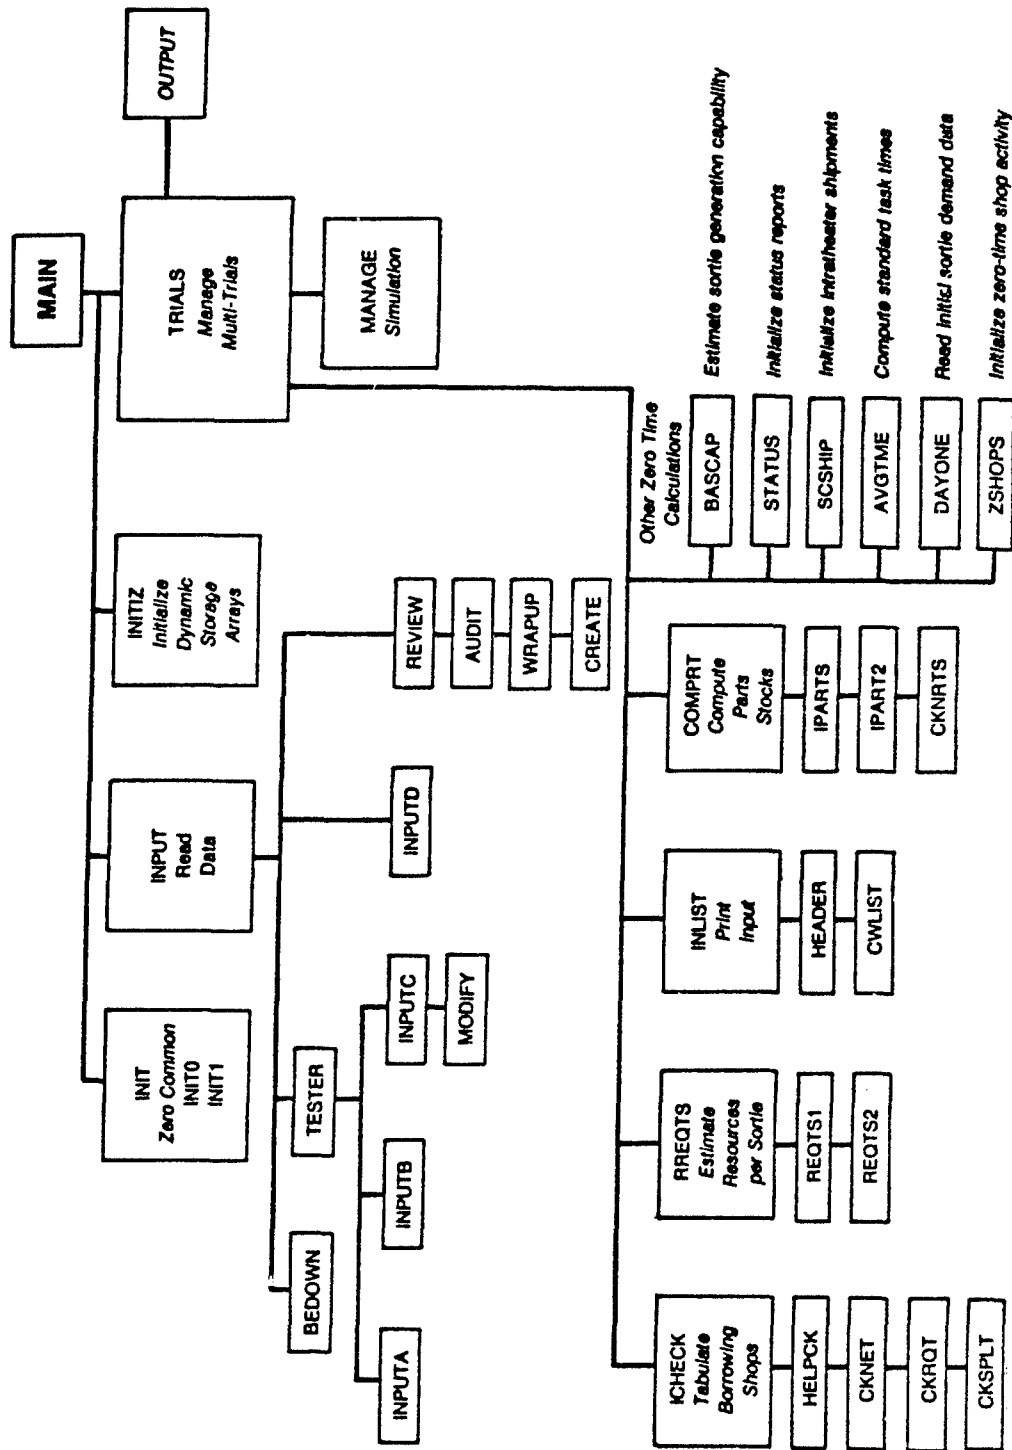 MAIN
OUTPUT
TRIALS
Manage
Multi-Trials
MANAGE
Simulation
INITIZ
Initialize
Dynamic
Storage
Arrays
INPUT
Read
Data
INIT
Zero Common
INIT0
INIT1
BEDOWN
TESTER
INPUTD
REVIEW
AUDIT
WRAPUP
CREATE
INPUTA
INPUTB
INPUTC
MODIFY
ICHECK
Tabulate
Borrowing
Shops
HELPCK
CKNET
CKRQT
CKSPLT
RREQTS
Estimate
Resources
per Sortie
REQTS1
REQTS2
INLIST
Print
Input
HEADER
CWLIST
COMPRT
Compute
Parts
Stocks
IPARTS
IPART2
CKNRTS
Other Zero Time
Calculations
BASCAP Estimate sortie generation capability
STATUS Initialize status reports
SCSHIP Initialize intratheater shipments
AVGTME Compute standard task times
DAYONE Read initial sortie demand data
ZSHOPS Initialize zero-time shop activity